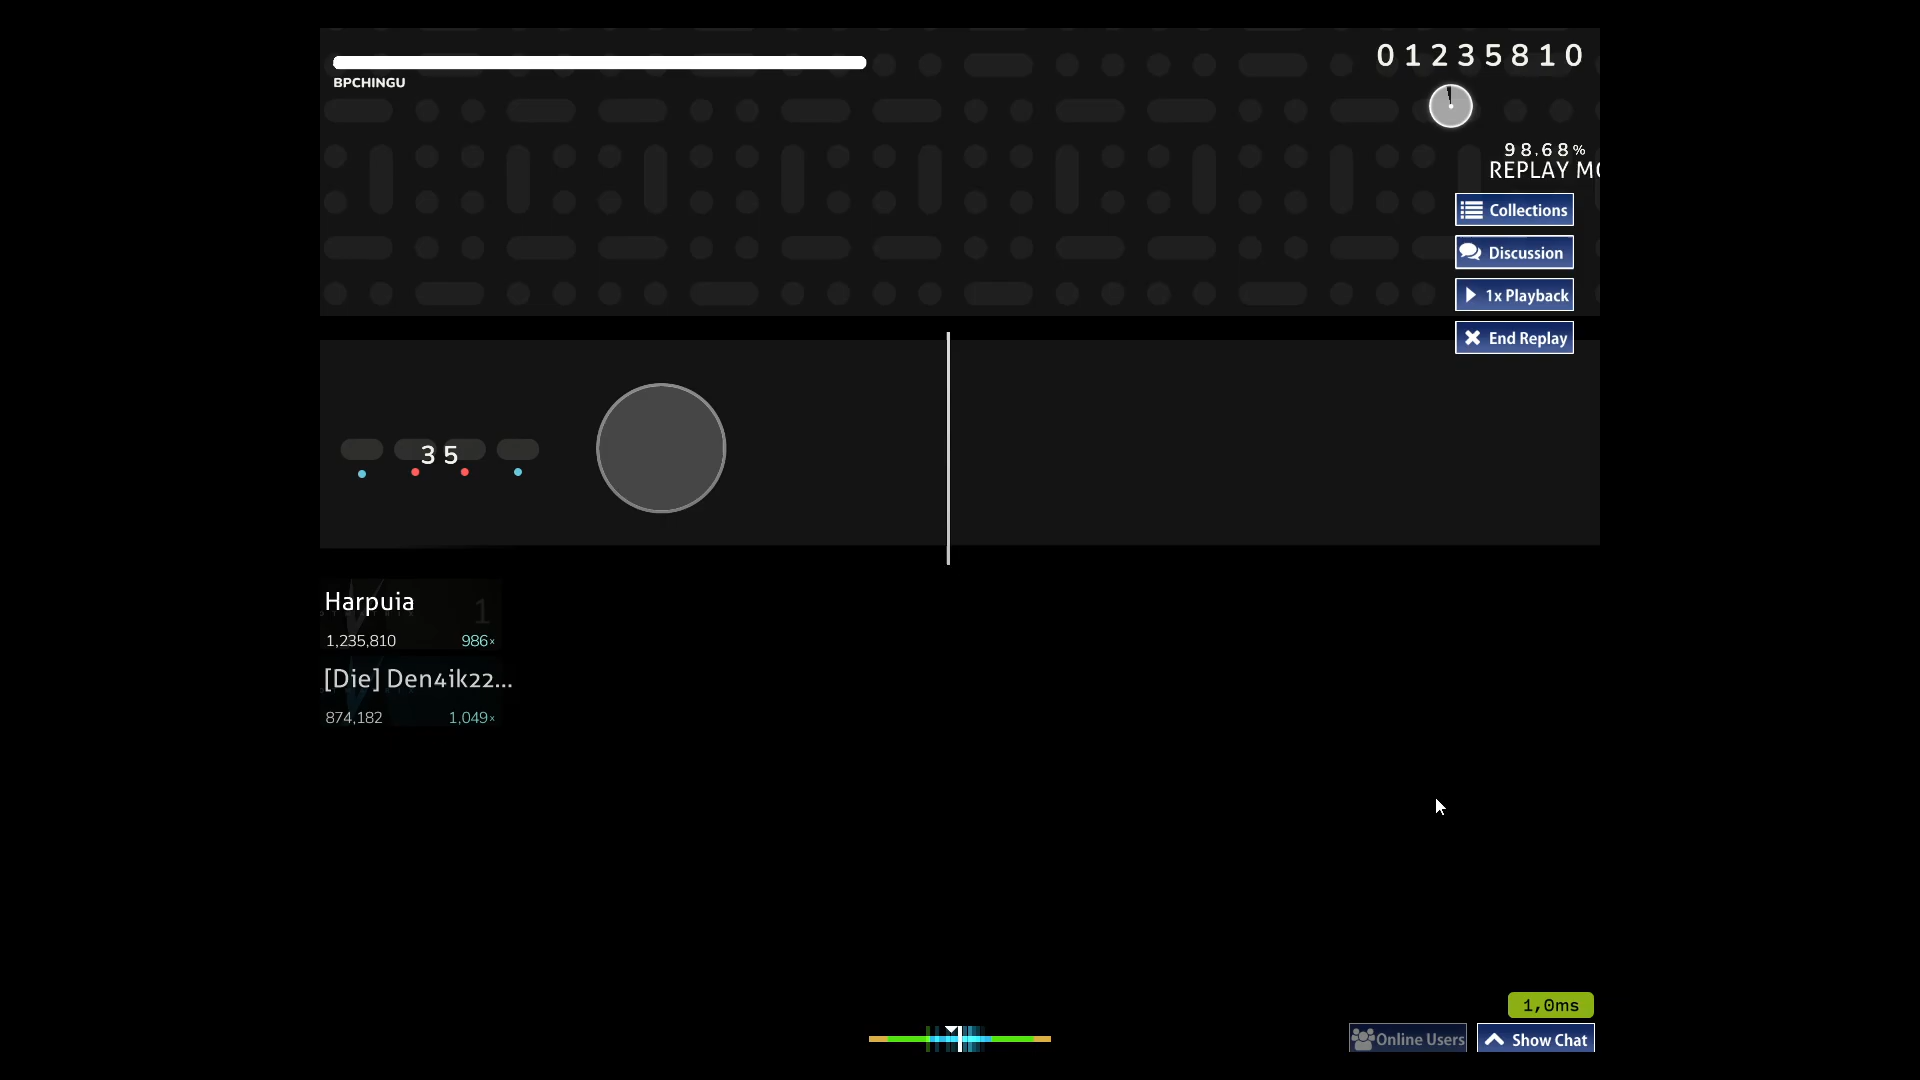 01235810
BPCHINGU
98.68%
REPLAY MO
Collections
Discussion
1x Playback
End Replay
35
Harpuia
1
1,235,810 986x
[Die] Den4ik22...
874,182 1,049x
1,0ms
Online Users
Show Chat